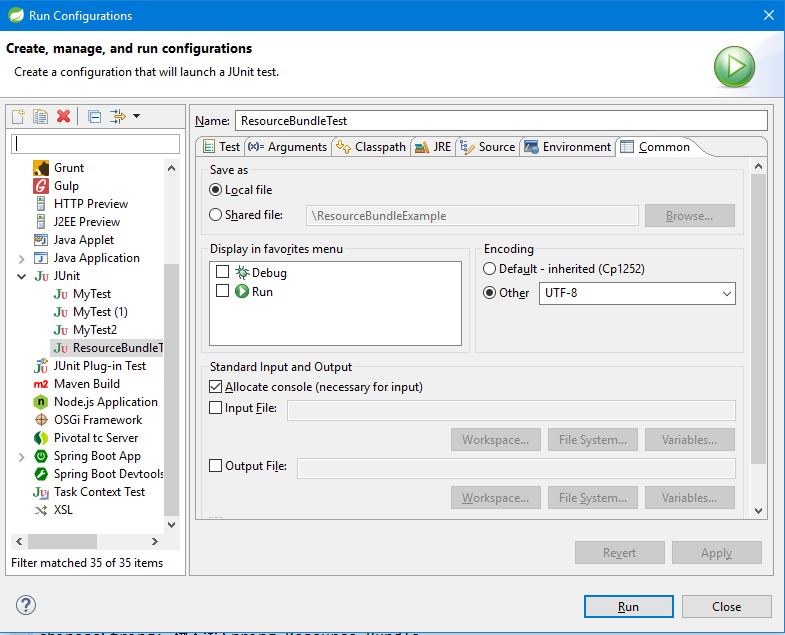 Run Configurations
Create, manage, and run configurations
Create a configuration that will launch a JUnit test.
Name: ResourceBundleTest
Test (x)= Arguments Classpath JRE Source Environment Common
Grunt
Gulp
HTTP Preview
J2EE Preview
Java Applet
Java Application
JUnit
MyTest
MyTest (1)
MyTest2
ResourceBundleT
JUnit Plug-in Test
Maven Build
Node.js Application
OSGi Framework
Pivotal tc Server
Spring Boot App
Spring Boot Devtools
Task Context Test
XSL
Filter matched 35 of 35 items
Save as
Local file
Shared file: \ResourceBundleExample Browse...
Display in favorites menu
Debug
Run
Encoding
Default - inherited (Cp1252)
Other UTF-8
Standard Input and Output
Allocate console (necessary for input)
Input File:
Workspace... File System... Variables...
Output File:
Workspace... File System... Variables...
Revert Apply
Run Close